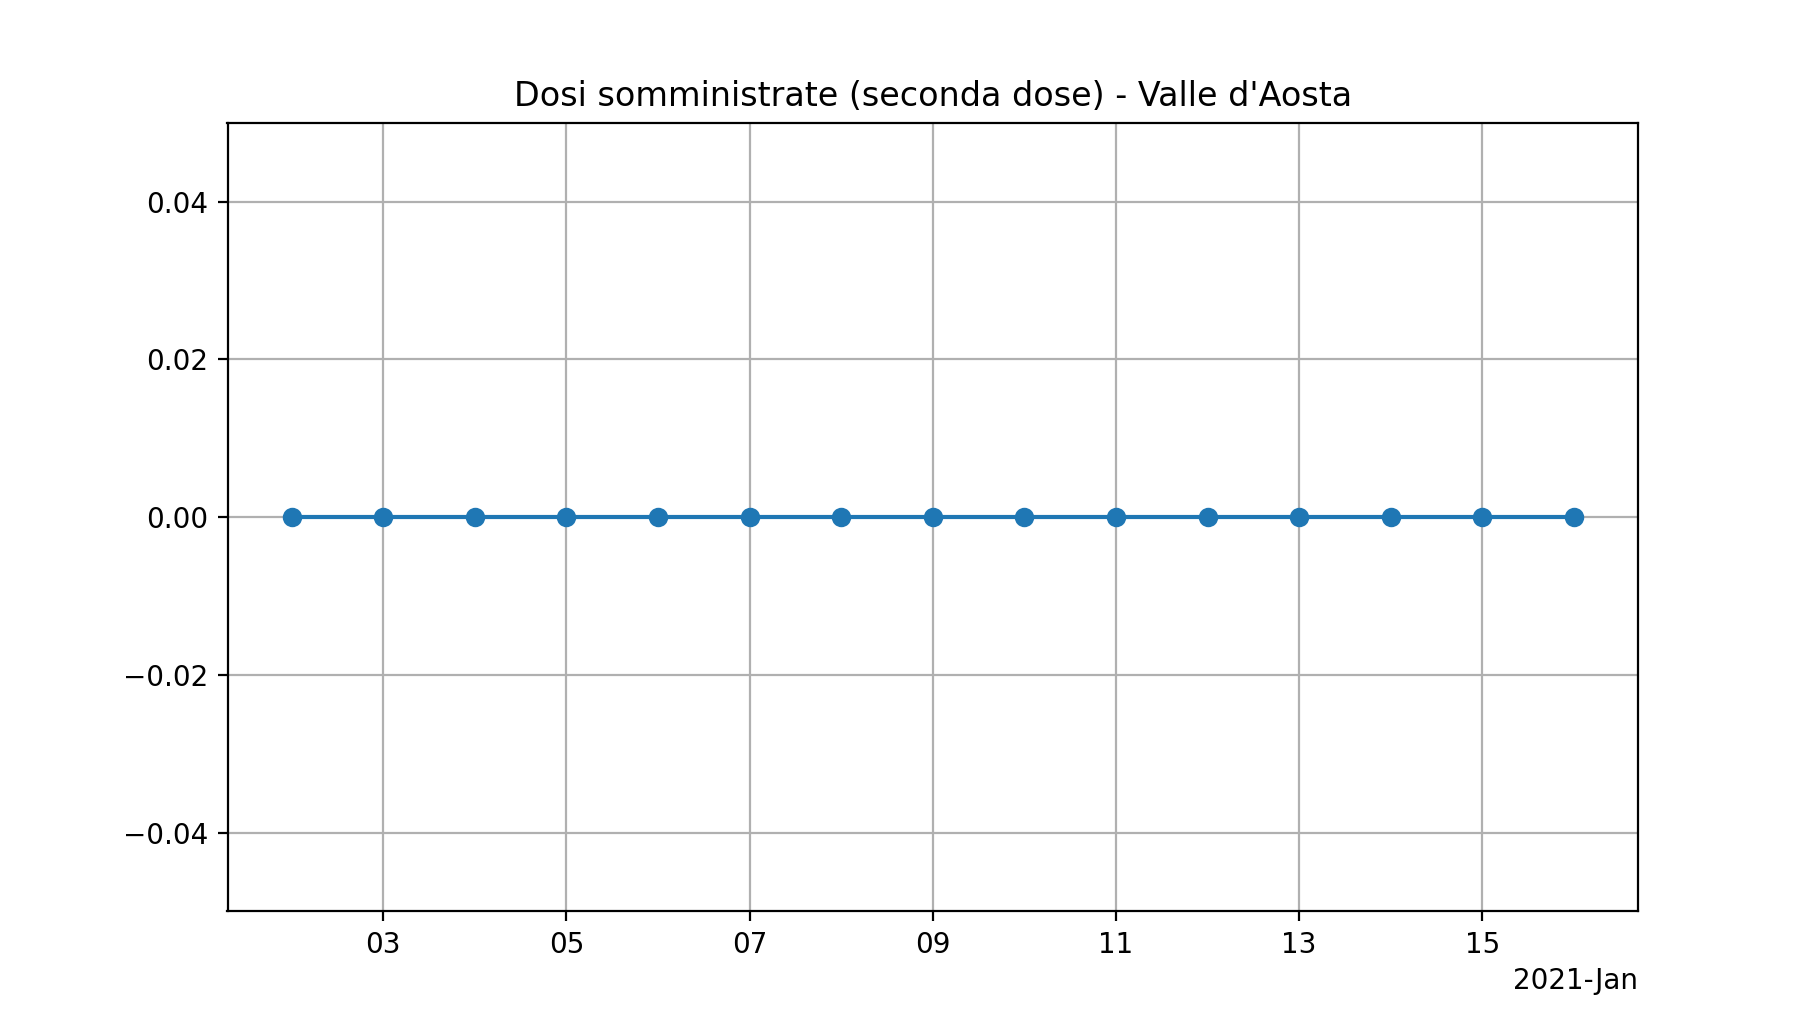 Dosi somministrate (seconda dose) - Valle d'Aosta
0.04
0.02
0.00
−0.02
−0.04
03 05 07 09 11 13 15
2021-Jan